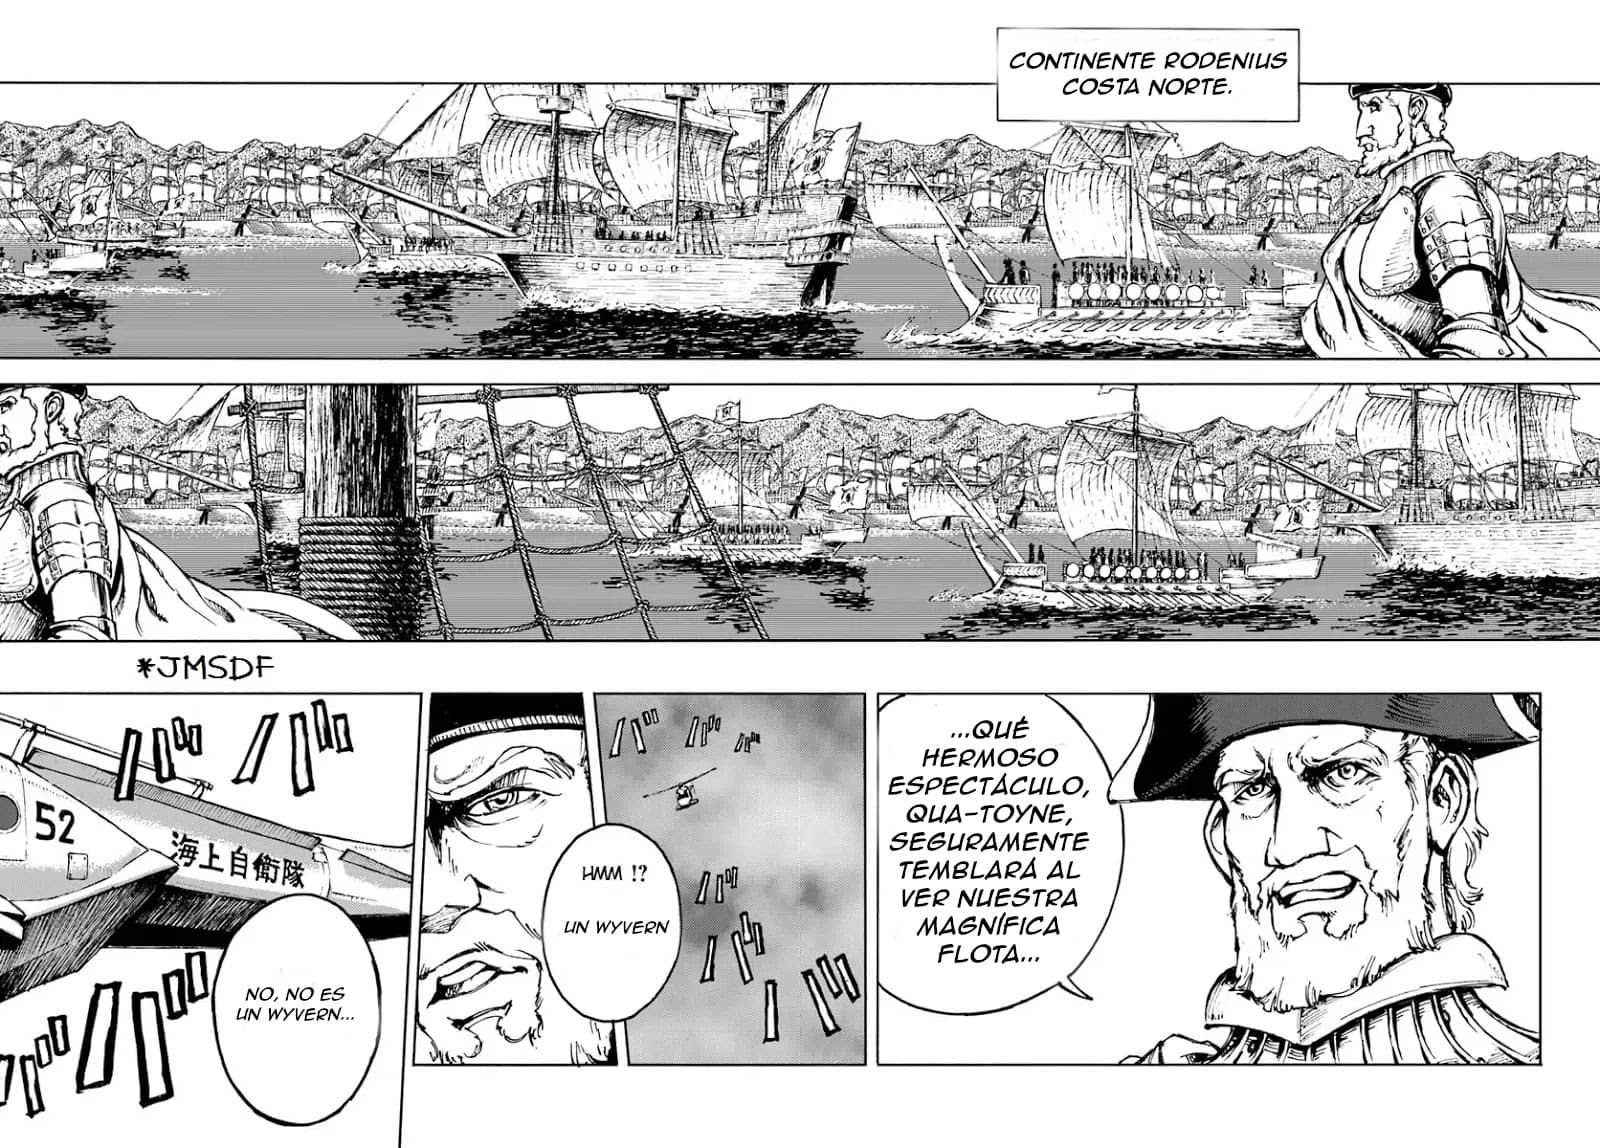 CONTINENTE RODENIUS
COSTA NORTE.
...QUÉ
HERMOSO
ESPECTÁCULO,
QUA-TOYNE,
SEGURAMENTE
TEMBLARÁ AL
VER NUESTRA
MAGNÍFICA
FLOTA...
HMM !?
UN WYVERN
*JMSDF
52
海上自衛隊
NO, NO ES
UN WYVERN...